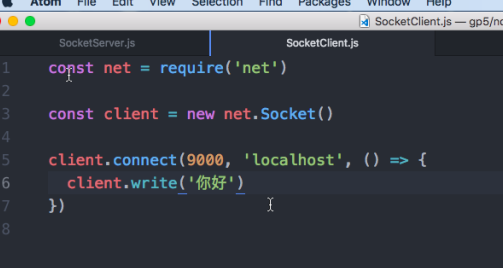 Atom File Edit View Selection Find Packages Window Help
SocketClient.js — gp5/no
SocketServer.js SocketClient.js
1 const net = require('net')
2
3 const client = new net.Socket()
4
5 client.connect(9000, 'localhost', () => {
6 client.write('你好')
7 })
8